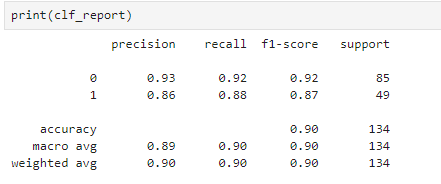 print(clf_report)
precision recall f1-score support
0 0.93 0.92 0.92 85
1 0.86 0.88 0.87 49
accuracy 0.90 134
macro avg 0.89 0.90 0.90 134
weighted avg 0.90 0.90 0.90 134